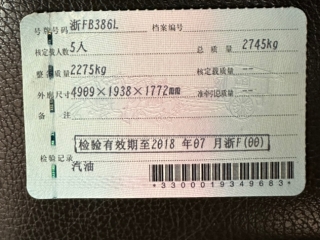 号牌号码 浙FB386L 档案编号
核定载人数 5人 总质量 2745kg
整备质量 2275kg 核定载质量 --
外廓尺寸 4909×1938×1772mm 准牵引总质量 --
备注
检验有效期至2018 年07 月浙F(00)
检验记录
汽油
*3300019349683*